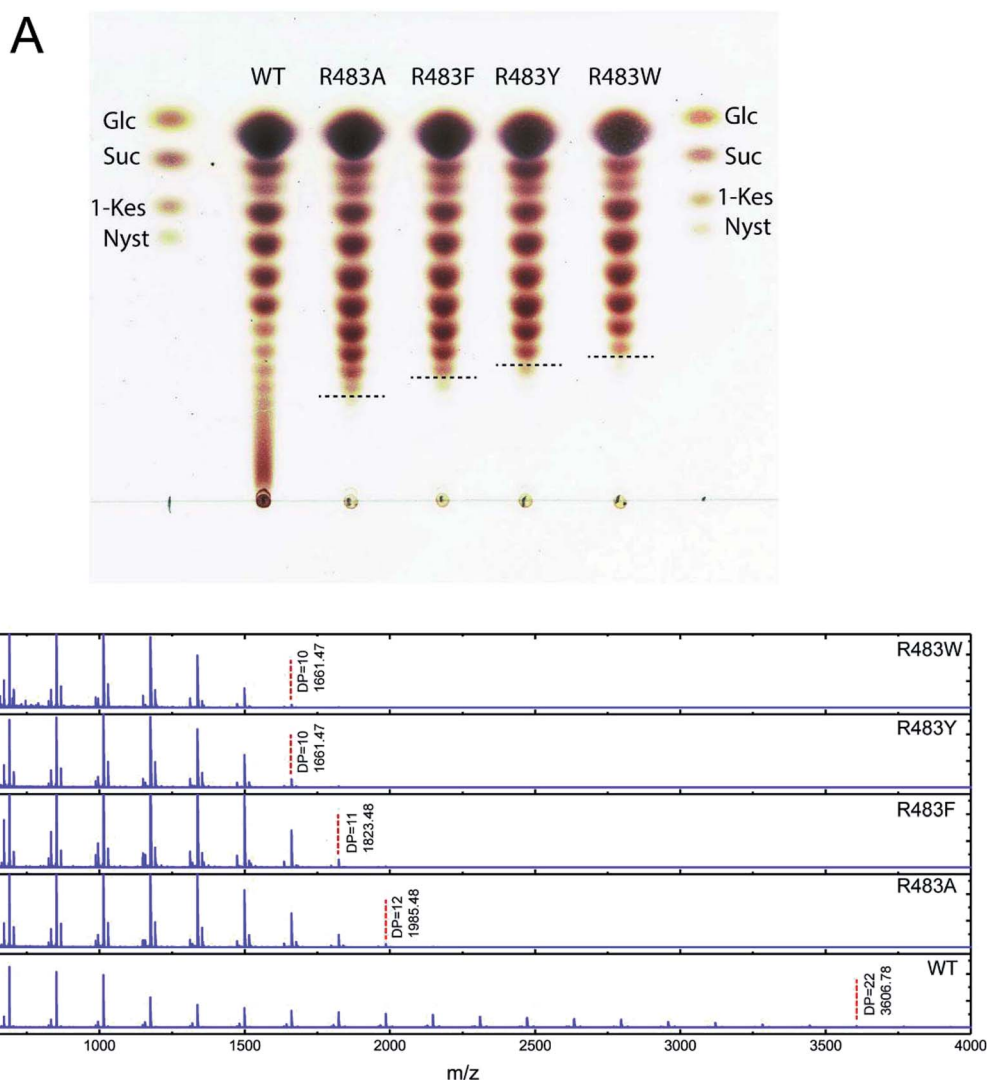 A
WT R483A R483F R483Y R483W
Glc Glc
Suc Suc
1-Kes 1-Kes
Nyst Nyst
R483W
DP=10
1661.47
R483Y
DP=10
1661.47
R483F
DP=11
1823.48
R483A
DP=12
1985.48
WT
DP=22
3606.78
1000 1500 2000 2500 3000 3500 4000
m/z